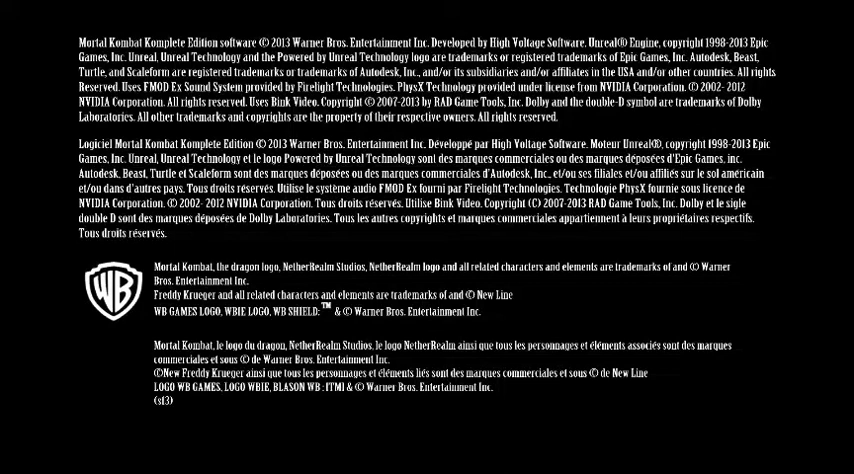 Mortal Kombat Komplete Edition software © 2013 Warner Bros. Entertainment Inc. Developed by High Voltage Software. Unreal® Engine, copyright 1998-2013 Epic
Games, Inc. Unreal, Unreal Technology and the Powered by Unreal Technology logo are trademarks or registered trademarks of Epic Games, Inc. Autodesk, Beast,
Turtle, and Scaleform are registered trademarks or trademarks of Autodesk, Inc., and/or its subsidiaries and/or affiliates in the USA and/or other countries. All rights
Reserved. Uses FMOD Ex Sound System provided by Firelight Technologies. PhysX Technology provided under license from NVIDIA Corporation. © 2002- 2012
NVIDIA Corporation. All rights reserved. Uses Bink Video. Copyright © 2007-2013 by RAD Game Tools, Inc. Dolby and the double-D symbol are trademarks of Dolby
Laboratories. All other trademarks and copyrights are the property of their respective owners. All rights reserved.
Logiciel Mortal Kombat Komplete Edition © 2013 Warner Bros. Entertainment Inc. Développé par High Voltage Software. Moteur Unreal®, copyright 1998-2013 Epic
Games, Inc. Unreal, Unreal Technology et le logo Powered by Unreal Technology sont des marques commerciales ou des marques déposées d'Epic Games, inc.
Autodesk, Beast, Turtle et Scaleform sont des marques déposées ou des marques commerciales d'Autodesk, Inc., et/ou ses filiales et/ou affiliés sur le sol américain
et/ou dans d'autres pays. Tous droits réservés. Utilise le système audio FMOD Ex fourni par Firelight Technologies. Technologie PhysX fournie sous licence de
NVIDIA Corporation. © 2002- 2012 NVIDIA Corporation. Tous droits réservés. Utilise Bink Video. Copyright (C) 2007-2013 RAD Game Tools, Inc. Dolby et le sigle
double D sont des marques déposées de Dolby Laboratories. Tous les autres copyrights et marques commerciales appartiennent à leurs propriétaires respectifs.
Tous droits réservés.
WB
Mortal Kombat, the dragon logo, NetherRealm Studios, NetherRealm logo and all related characters and elements are trademarks of and © Warner
Bros. Entertainment Inc.
Freddy Krueger and all related characters and elements are trademarks of and © New Line
WB GAMES LOGO, WBIE LOGO, WB SHIELD: ™ & © Warner Bros. Entertainment Inc.
Mortal Kombat, le logo du dragon, NetherRealm Studios, le logo NetherRealm ainsi que tous les personnages et éléments associés sont des marques
commerciales et sous © de Warner Bros. Entertainment Inc.
©New Freddy Krueger ainsi que tous les personnages et éléments liés sont des marques commerciales et sous © de New Line
LOGO WB GAMES, LOGO WBIE, BLASON WB : [TM] & © Warner Bros. Entertainment Inc.
(s13)